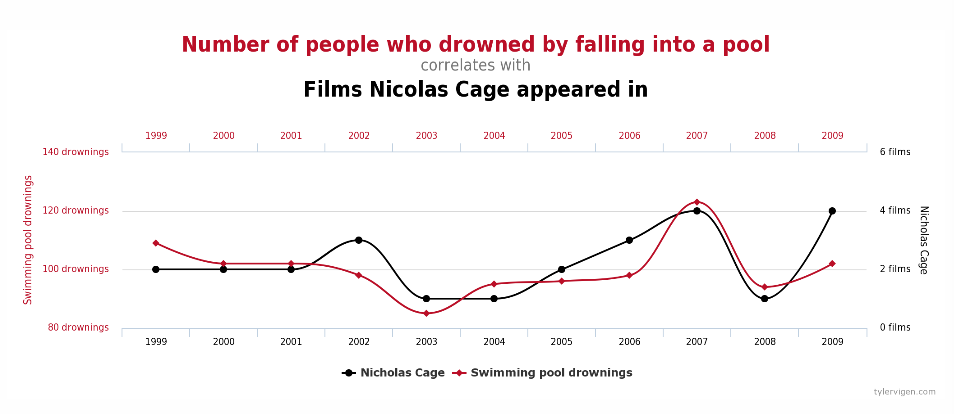 Number of people who drowned by falling into a pool
correlates with
Films Nicolas Cage appeared in
1999 2000 2001 2002 2003 2004 2005 2006 2007 2008 2009
140 drownings 6 films
120 drownings 4 films
100 drownings 2 films
80 drownings 0 films
Swimming pool drownings
Nicholas Cage
1999 2000 2001 2002 2003 2004 2005 2006 2007 2008 2009
Nicholas Cage Swimming pool drownings
tylervigen.com